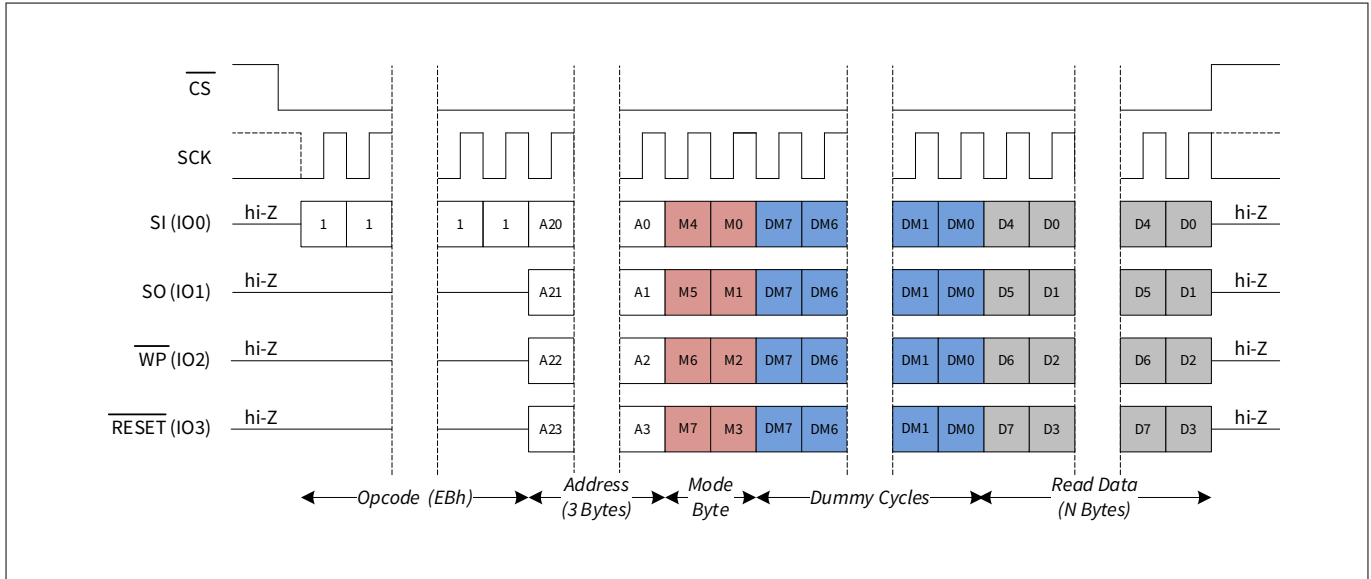 CS
SCK
SI (IO0) hi-Z 1 1 1 1 A20 A0 M4 M0 DM7 DM6 DM1 DM0 D4 D0 D4 D0 hi-Z
SO (IO1) hi-Z A21 A1 M5 M1 DM7 DM6 DM1 DM0 D5 D1 D5 D1 hi-Z
WP (IO2) hi-Z A22 A2 M6 M2 DM7 DM6 DM1 DM0 D6 D2 D6 D2 hi-Z
RESET (IO3) hi-Z A23 A3 M7 M3 DM7 DM6 DM1 DM0 D7 D3 D7 D3 hi-Z
Opcode (EBh) Address Mode Dummy Cycles Read Data
(3 Bytes) Byte (N Bytes)